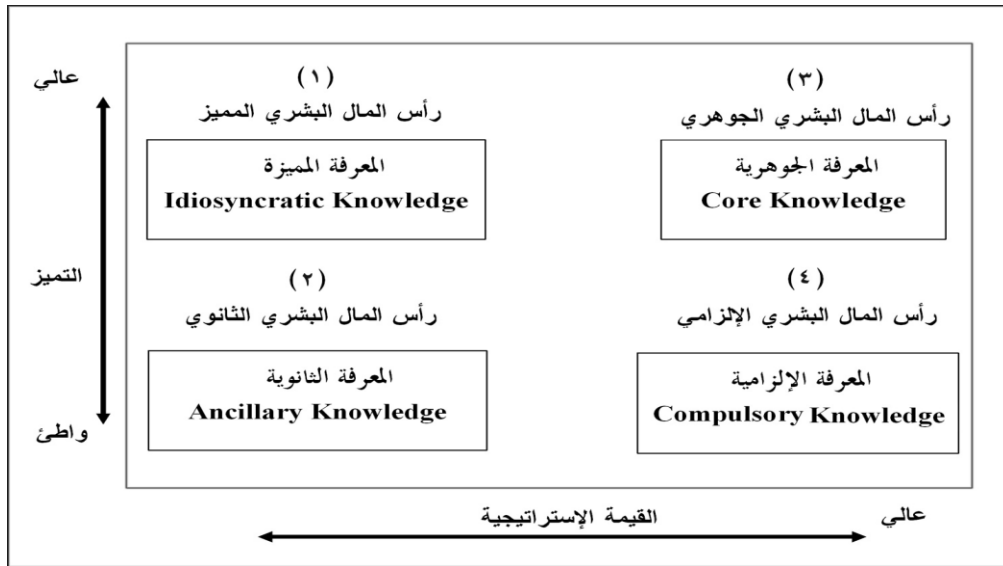 عالي
(١)
رأس المال البشري المميز
المعرفة المميزة
Idiosyncratic Knowledge
(٣)
رأس المال البشري الجوهري
المعرفة الجوهرية
Core Knowledge
التميز
(٢)
رأس المال البشري الثانوي
المعرفة الثانوية
Ancillary Knowledge
(٤)
رأس المال البشري الإلزامي
المعرفة الإلزامية
Compulsory Knowledge
واطئ
القيمة الإستراتيجية
عالي